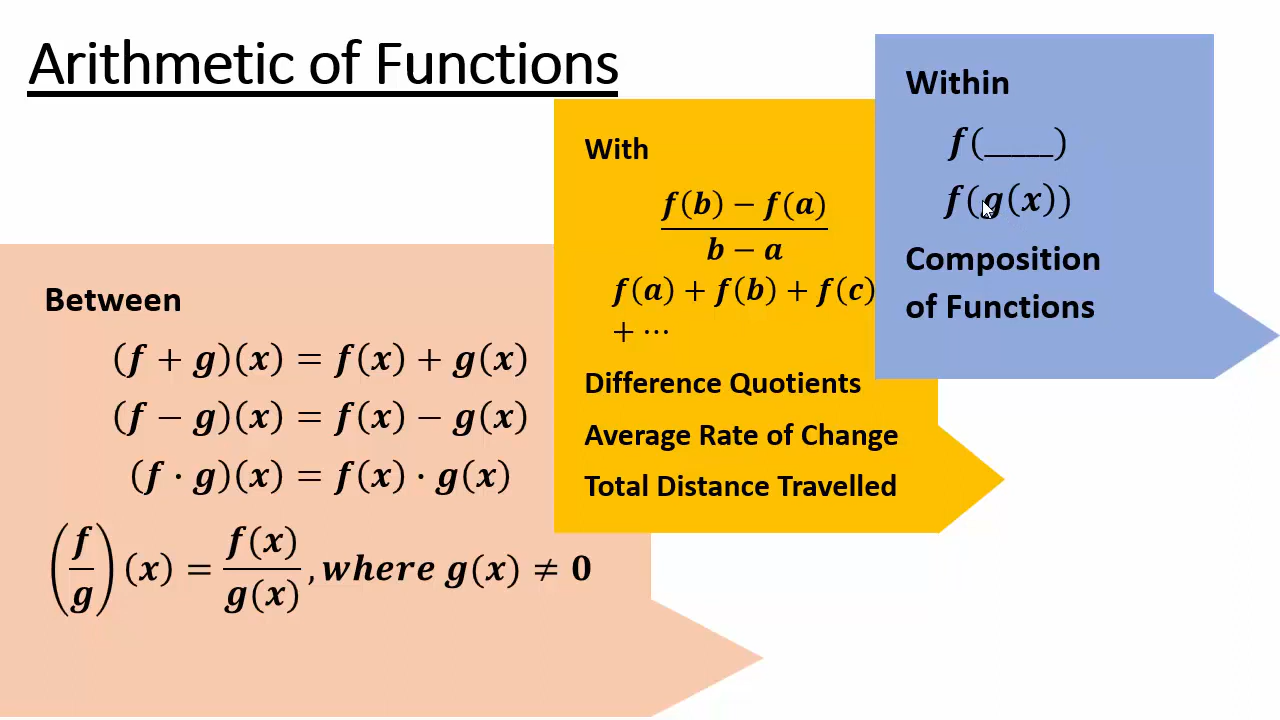 Arithmetic of Functions
Between
(f + g)(x) = f(x) + g(x)
(f − g)(x) = f(x) − g(x)
(f · g)(x) = f(x) · g(x)
(f/g)(x) = f(x)/g(x), where g(x) ≠ 0
With
f(b) − f(a)
b − a
f(a) + f(b) + f(c)
+ ⋯
Difference Quotients
Average Rate of Change
Total Distance Travelled
Within
f(_____)
f(g(x))
Composition
of Functions